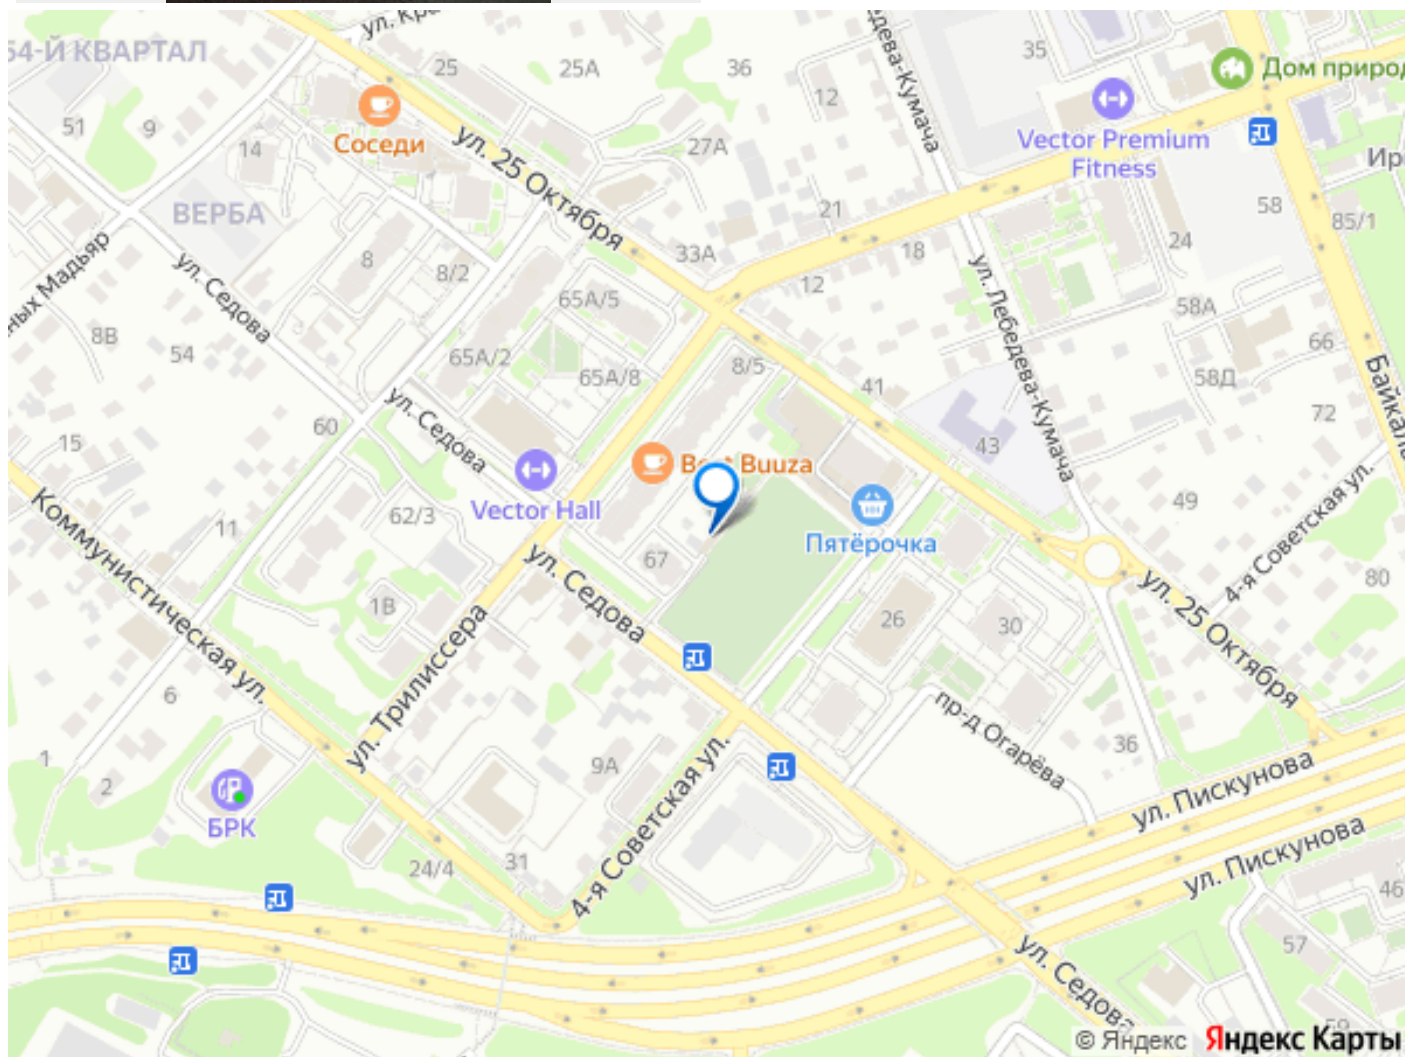 ул. Кра
54-Й КВАРТАЛ
25
25А
36
35
Дом природ
12
Vector Premium
Fitness
51
9
14
Соседи
ул. 25 Октября
27А
едева-Кумача
Ир
ВЕРБА
21
58
85/1
8
8/2
33А
18
24
ных Мадьяр
ул. Седова
65А/5
12
ул. Лебедева-Кумача
58А
8В
54
65А/2
65А/8
8/5
41
66
58Д
Байкал
72
15
60
ул. Седова
43
Buuza
Vector Hall
49
4-я Советская ул.
11
62/3
Пятёрочка
67
80
Коммунистическая ул.
1В
ул. Седова
26
30
ул. 25 Октября
6
ул. Трилиссера
пр-д Огарёва
36
1
2
9А
БРК
4-я Советская ул.
ул. Пискунова
24/4
31
ул. Пискунова
46
57
ул. Седова
59
© Яндекс Яндекс Карты